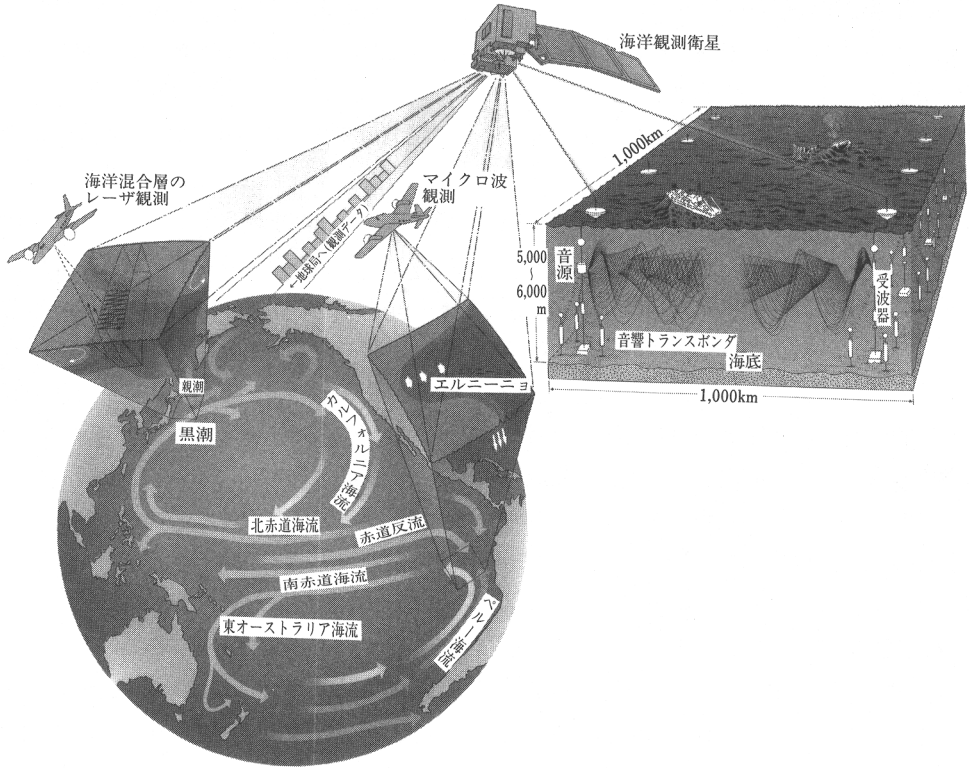 海洋観測衛星
海洋混合層の
レーザ観測
マイクロ波
観測
←地球局へ(観測データ)
1,000km
5,000
〜
6,000
m
音源
受波器
音響トランスポンダ
海底
1,000km
エルニーニョ
親潮
黒潮
カルフォルニア海流
北赤道海流
赤道反流
南赤道海流
東オーストラリア海流
ペルー海流